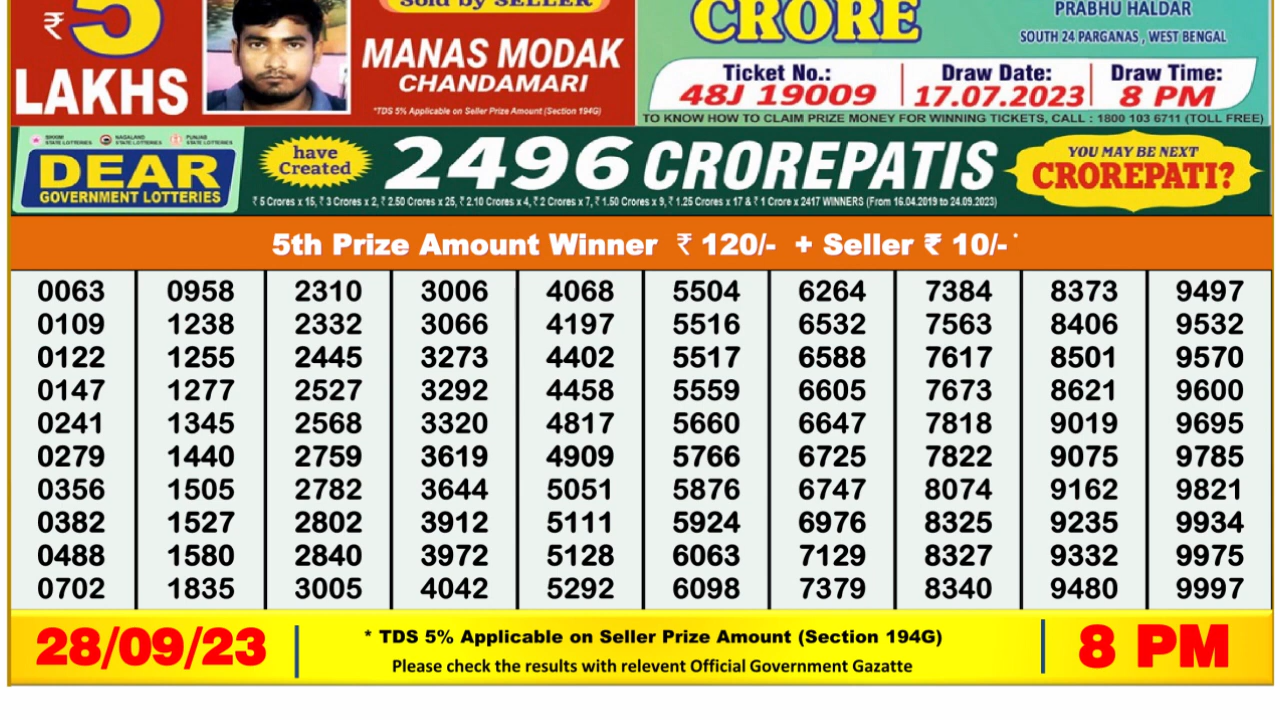 ₹ 5
LAKHS
Sold by SELLER
MANAS MODAK
CHANDAMARI
*TDS 5% Applicable on Seller Prize Amount (Section 194G)
CRORE
PRABHU HALDAR
SOUTH 24 PARGANAS , WEST BENGAL
Ticket No.: Draw Date: Draw Time:
48J 19009 17.07.2023 8 PM
TO KNOW HOW TO CLAIM PRIZE MONEY FOR WINNING TICKETS, CALL : 1800 103 6711 (TOLL FREE)
SIKKIM STATE LOTTERIES NAGALAND STATE LOTTERIES PUNJAB STATE LOTTERIES
DEAR
GOVERNMENT LOTTERIES
have
Created
2496 CROREPATIS
₹ 5 Crores x 15, ₹ 3 Crores x 2, ₹ 2.50 Crores x 25, ₹ 2.10 Crores x 4, ₹ 2 Crores x 7, ₹ 1.50 Crores x 9, ₹ 1.25 Crores x 17 & ₹ 1 Crore x 2417 WINNERS (From 16.04.2019 to 24.09.2023)
YOU MAY BE NEXT
CROREPATI?
5th Prize Amount Winner ₹ 120/- + Seller ₹ 10/- *
0063 0958 2310 3006 4068 5504 6264 7384 8373 9497
0109 1238 2332 3066 4197 5516 6532 7563 8406 9532
0122 1255 2445 3273 4402 5517 6588 7617 8501 9570
0147 1277 2527 3292 4458 5559 6605 7673 8621 9600
0241 1345 2568 3320 4817 5660 6647 7818 9019 9695
0279 1440 2759 3619 4909 5766 6725 7822 9075 9785
0356 1505 2782 3644 5051 5876 6747 8074 9162 9821
0382 1527 2802 3912 5111 5924 6976 8325 9235 9934
0488 1580 2840 3972 5128 6063 7129 8327 9332 9975
0702 1835 3005 4042 5292 6098 7379 8340 9480 9997
28/09/23
* TDS 5% Applicable on Seller Prize Amount (Section 194G)
Please check the results with relevent Official Government Gazatte
8 PM